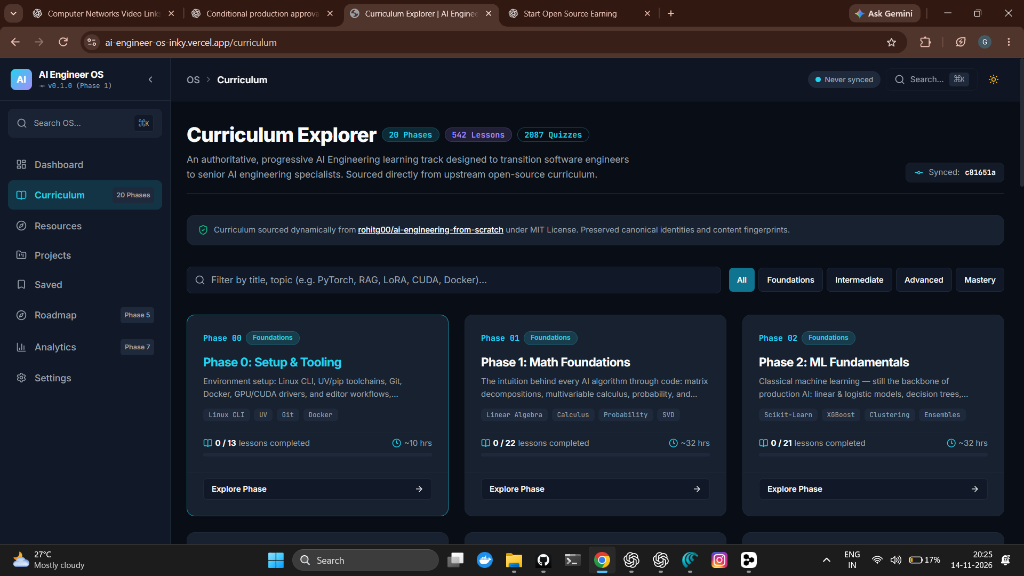 Computer Networks Video Link
Conditional production approva
Curriculum Explorer | AI Enginee
Start Open Source Earning
Ask Gemini
ai-engineer-os-inky.vercel.app/curriculum
G
AI
AI Engineer OS
v0.1.0 (Phase 1)
Search OS...
⌘K
Dashboard
Curriculum
20 Phases
Resources
Projects
Saved
Roadmap
Phase 5
Analytics
Phase 7
Settings
OS > Curriculum
Never synced
Search...
⌘K
Curriculum Explorer
20 Phases
542 Lessons
2087 Quizzes
An authoritative, progressive AI Engineering learning track designed to transition software engineers
to senior AI engineering specialists. Sourced directly from upstream open-source curriculum.
Synced: c81651a
Curriculum sourced dynamically from rohitg00/ai-engineering-from-scratch under MIT License. Preserved canonical identities and content fingerprints.
Filter by title, topic (e.g. PyTorch, RAG, LoRA, CUDA, Docker)...
All
Foundations
Intermediate
Advanced
Mastery
Phase 00
Foundations
Phase 0: Setup & Tooling
Environment setup: Linux CLI, UV/pip toolchains, Git,
Docker, GPU/CUDA drivers, and editor workflows,...
Linux CLI
UV
Git
Docker
0 / 13 lessons completed
~10 hrs
Explore Phase
Phase 01
Foundations
Phase 1: Math Foundations
The intuition behind every AI algorithm through code: matrix
decompositions, multivariable calculus, probability, and...
Linear Algebra
Calculus
Probability
SVD
0 / 22 lessons completed
~32 hrs
Explore Phase
Phase 02
Foundations
Phase 2: ML Fundamentals
Classical machine learning — still the backbone of
production AI: linear & logistic models, decision trees,...
Scikit-Learn
XGBoost
Clustering
Ensembles
0 / 21 lessons completed
~32 hrs
Explore Phase
27°C
Mostly cloudy
Search
ENG
IN
17%
20:25
14-11-2026